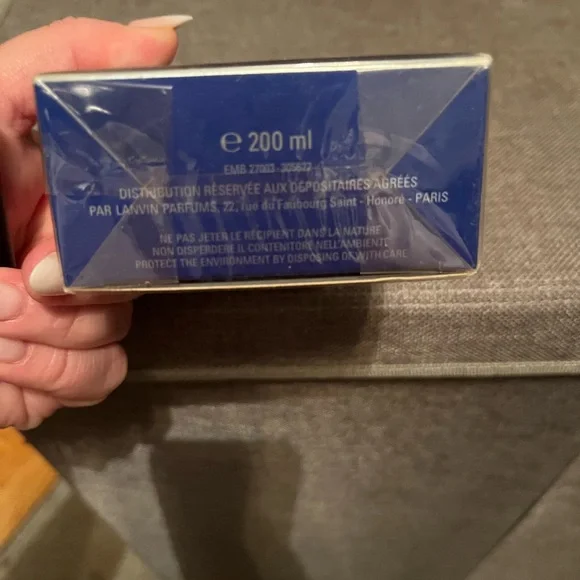 ℮ 200 ml
EMB 27003 - 305622
DISTRIBUTION RÉSERVÉE AUX DÉPOSITAIRES AGRÉÉS
PAR LANVIN PARFUMS, 22, rue du Faubourg Saint - Honoré - PARIS
NE PAS JETER LE RÉCIPIENT DANS LA NATURE
NON DISPERDERE IL CONTENITORE NELL'AMBIENTE
PROTECT THE ENVIRONMENT BY DISPOSING OF WITH CARE